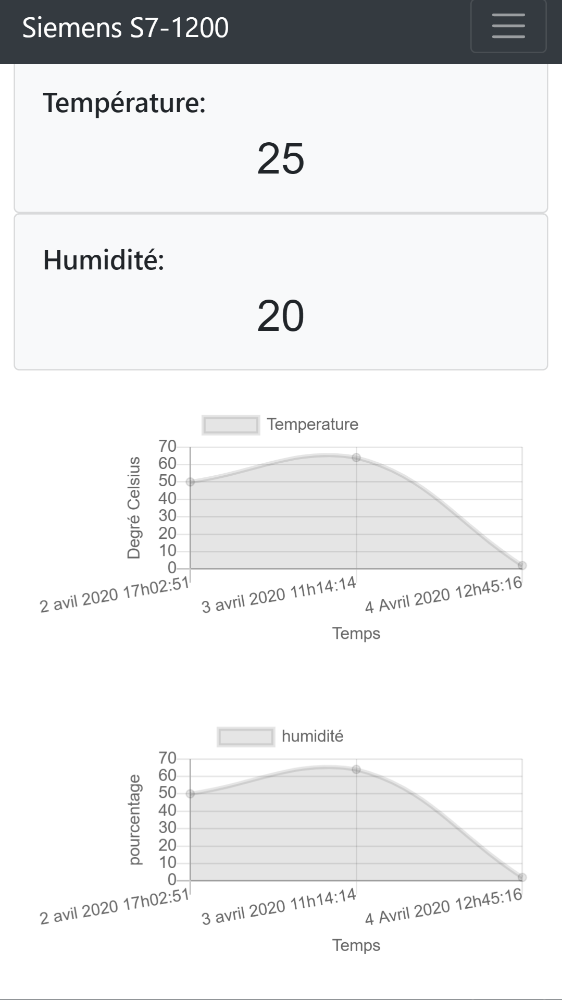 Siemens S7-1200
Température:
25
Humidité:
20
Temperature
Degré Celsius
70
60
50
40
30
20
10
0
2 avil 2020 17h02:51
3 avril 2020 11h14:14
4 Avril 2020 12h45:16
Temps
humidité
pourcentage
70
60
50
40
30
20
10
0
2 avil 2020 17h02:51
3 avril 2020 11h14:14
4 Avril 2020 12h45:16
Temps